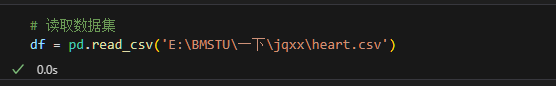 # 读取数据集
df = pd.read_csv('E:\BMSTU\一下\jqxx\heart.csv')
0.0s